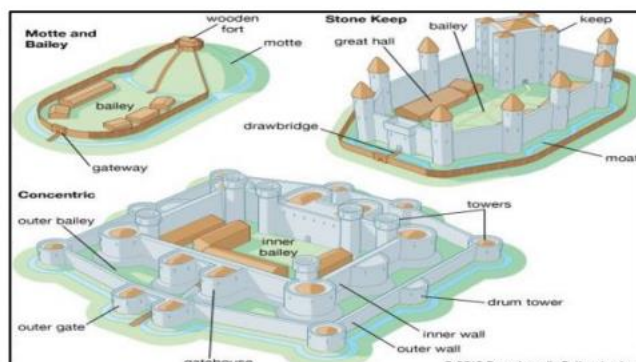 Motte and
Bailey
wooden
fort
motte
bailey
gateway
Stone Keep
bailey
keep
great hall
drawbridge
moat
Concentric
outer bailey
inner
bailey
towers
drum tower
outer gate
inner wall
outer wall
gatehouse